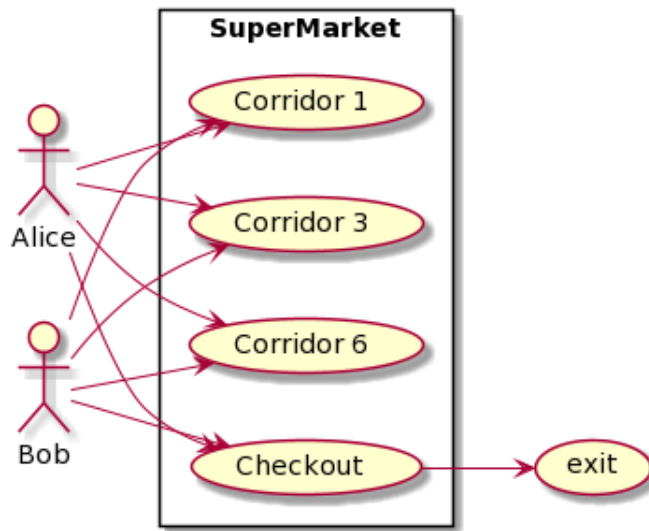 SuperMarket
Corridor 1
Alice
Corridor 3
Corridor 6
Bob
Checkout
exit